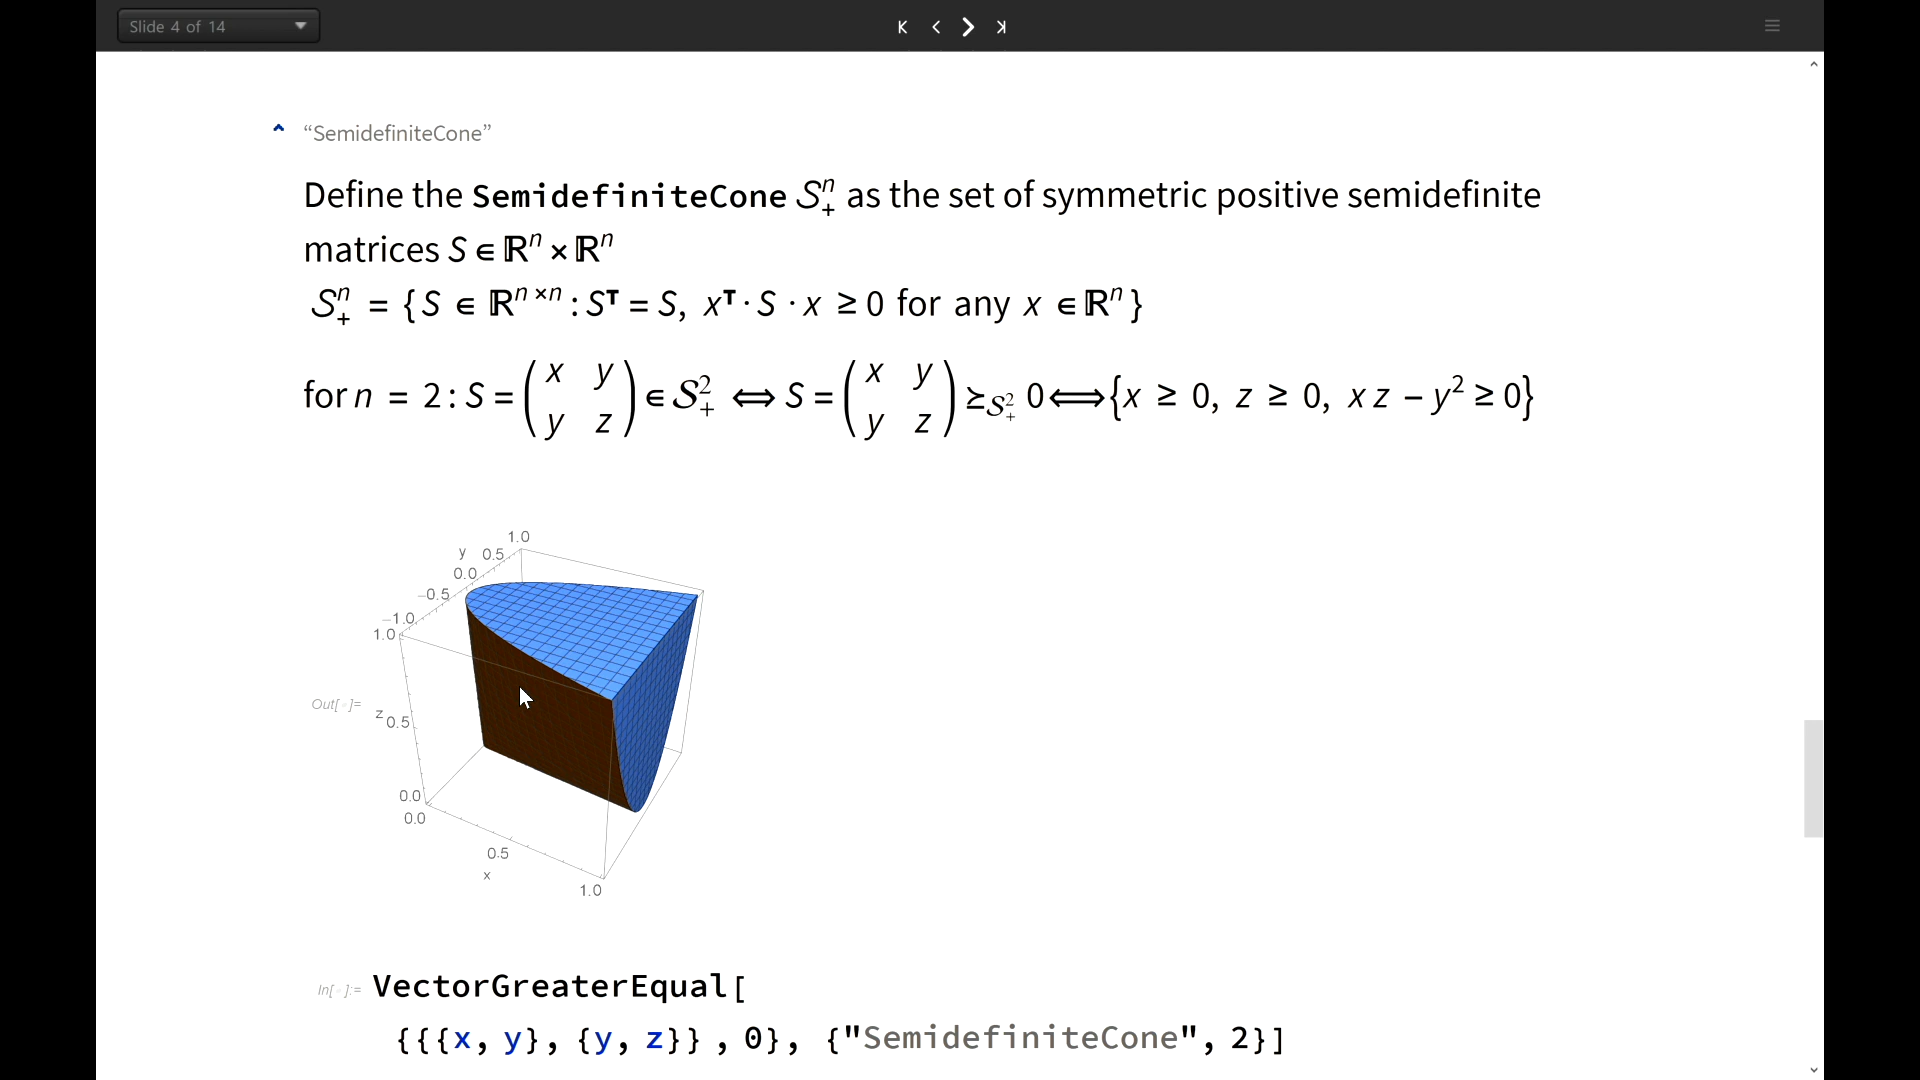 Slide 4 of 14
“SemidefiniteCone”
Define the SemidefiniteCone 𝒮₊ⁿ as the set of symmetric positive semidefinite
matrices S ∈ ℝⁿ × ℝⁿ
𝒮₊ⁿ = {S ∈ ℝⁿ ˣⁿ : Sᵀ = S, xᵀ · S · x ≥ 0 for any x ∈ ℝⁿ}
for n = 2 : S = (x y; y z) ∈ 𝒮₊² ⟺ S = (x y; y z) ⪰_𝒮₊² 0 ⟺ {x ≥ 0, z ≥ 0, x z – y² ≥ 0}
1.0
y 0.5
0.0
–0.5
–1.0
1.0
Out[ ]=
z 0.5
0.0
0.0
0.5
x
1.0
In[ ]:= VectorGreaterEqual[
{{{x, y}, {y, z}} , 0}, {"SemidefiniteCone", 2}]